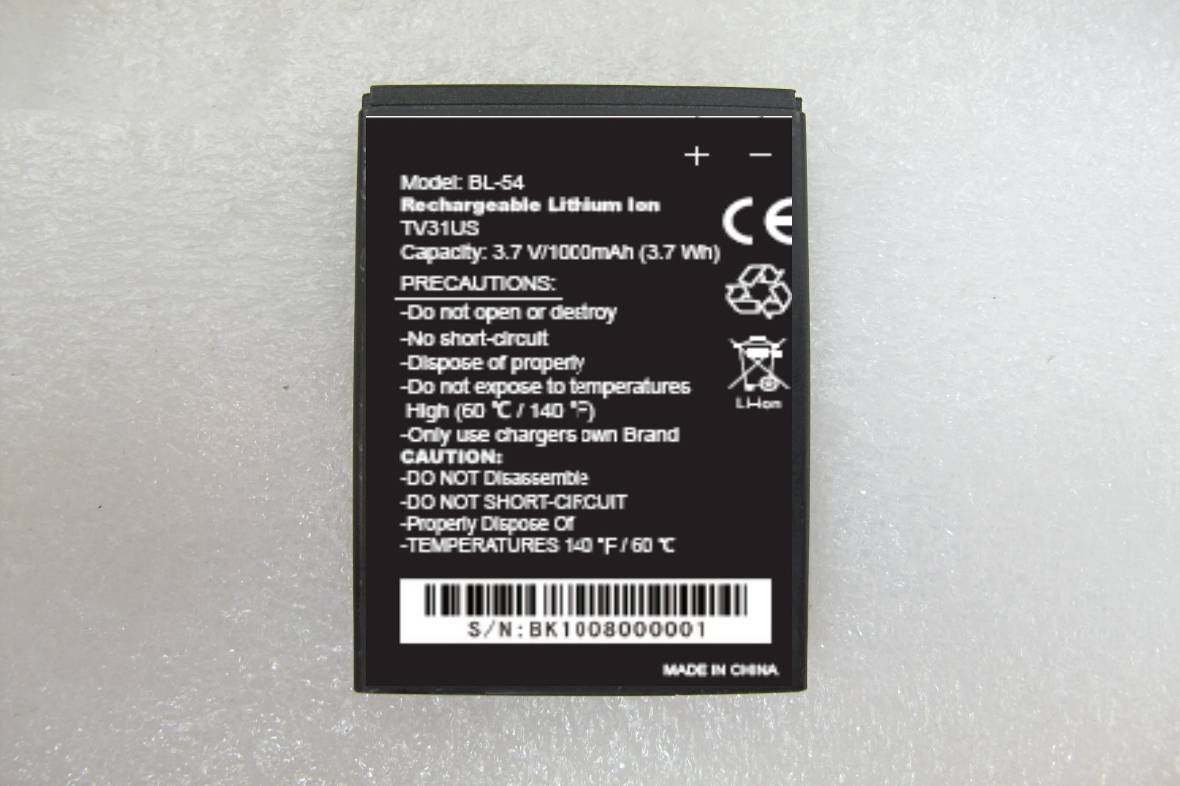 + −
Model: BL-54
Rechargeable Lithium Ion
TV31US
Capacity: 3.7 V/1000mAh (3.7 Wh)
CE
PRECAUTIONS:
-Do not open or destroy
-No short-circuit
-Dispose of properly
-Do not expose to temperatures
High (60 ℃ / 140 °F)
Li-ion
-Only use chargers own Brand
CAUTION:
-DO NOT Disassemble
-DO NOT SHORT-CIRCUIT
-Properly Dispose Of
-TEMPERATURES 140 °F / 60 ℃
S/N:BK1008000001
MADE IN CHINA